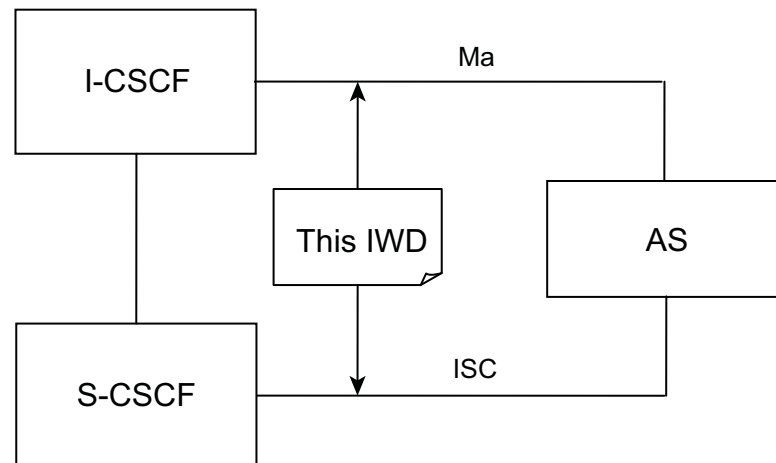 I-CSCF
Ma
This IWD
AS
S-CSCF
ISC